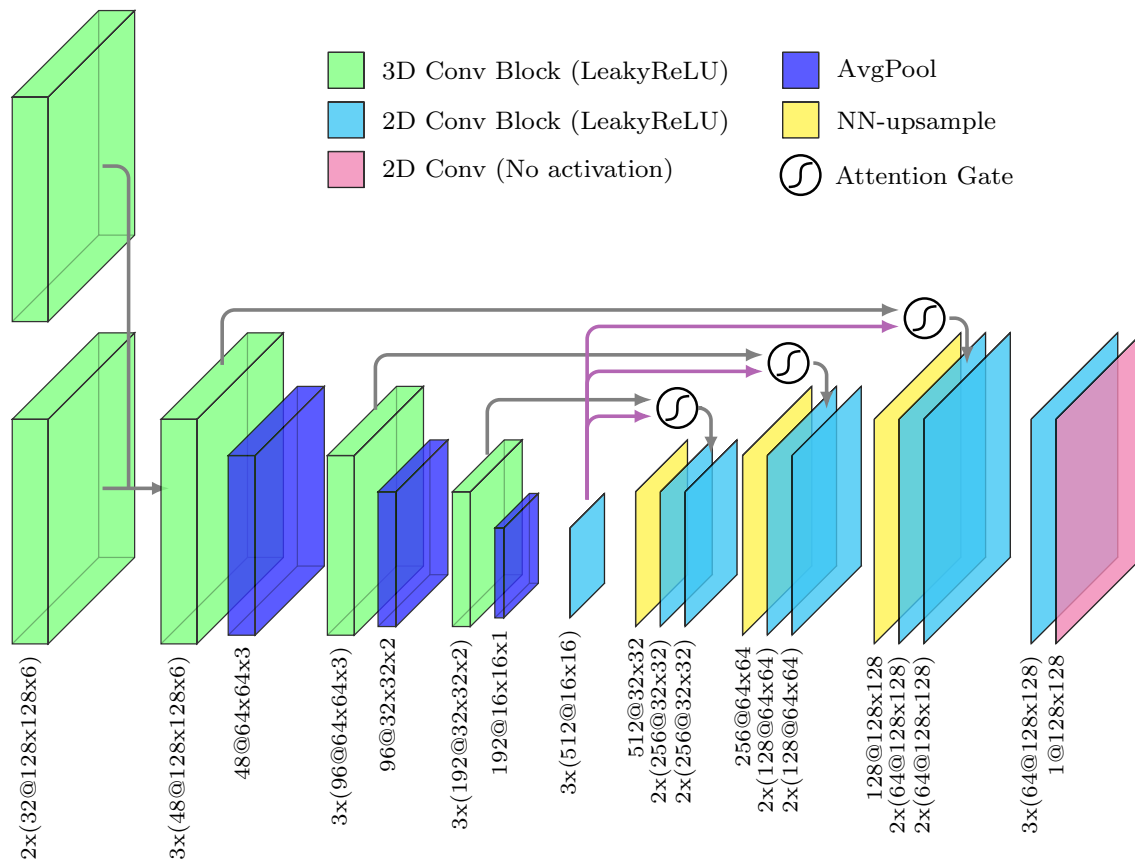 3D Conv Block (LeakyReLU)
2D Conv Block (LeakyReLU)
2D Conv (No activation)
AvgPool
NN-upsample
Attention Gate
2x(32@128x128x6)
3x(48@128x128x6)
48@64x64x3
3x(96@64x64x3)
96@32x32x2
3x(192@32x32x2)
192@16x16x1
3x(512@16x16)
512@32x32
2x(256@32x32)
2x(256@32x32)
256@64x64
2x(128@64x64)
2x(128@64x64)
128@128x128
2x(64@128x128)
2x(64@128x128)
3x(64@128x128)
1@128x128